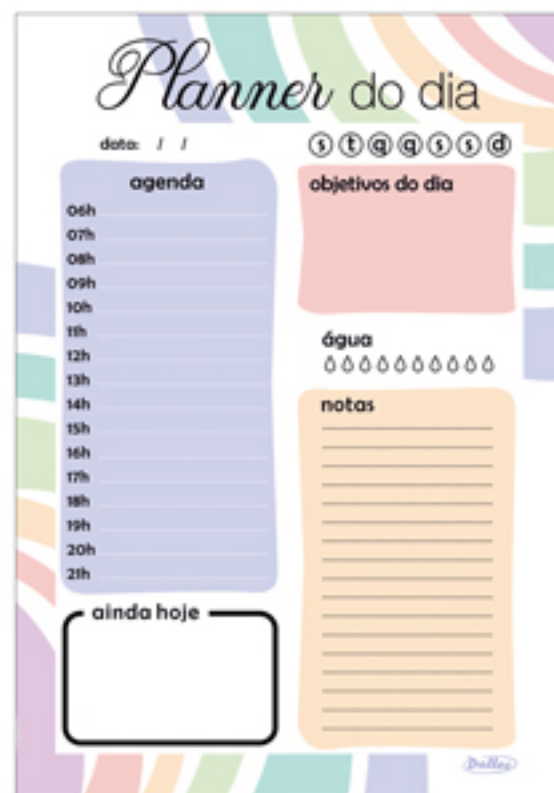 Planner do dia
data: / /
s t q q s s d
agenda
06h
07h
08h
09h
10h
11h
12h
13h
14h
15h
16h
17h
18h
19h
20h
21h
ainda hoje
objetivos do dia
água
notas